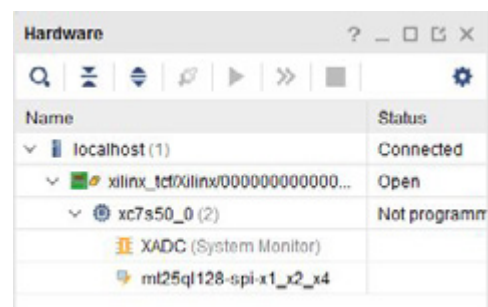 Hardware ? _ □
Name Status
localhost (1) Connected
xilinx_tcf/Xilinx/000000000000... Open
xc7s50_0 (2) Not programm
XADC (System Monitor)
mt25ql128-spi-x1_x2_x4